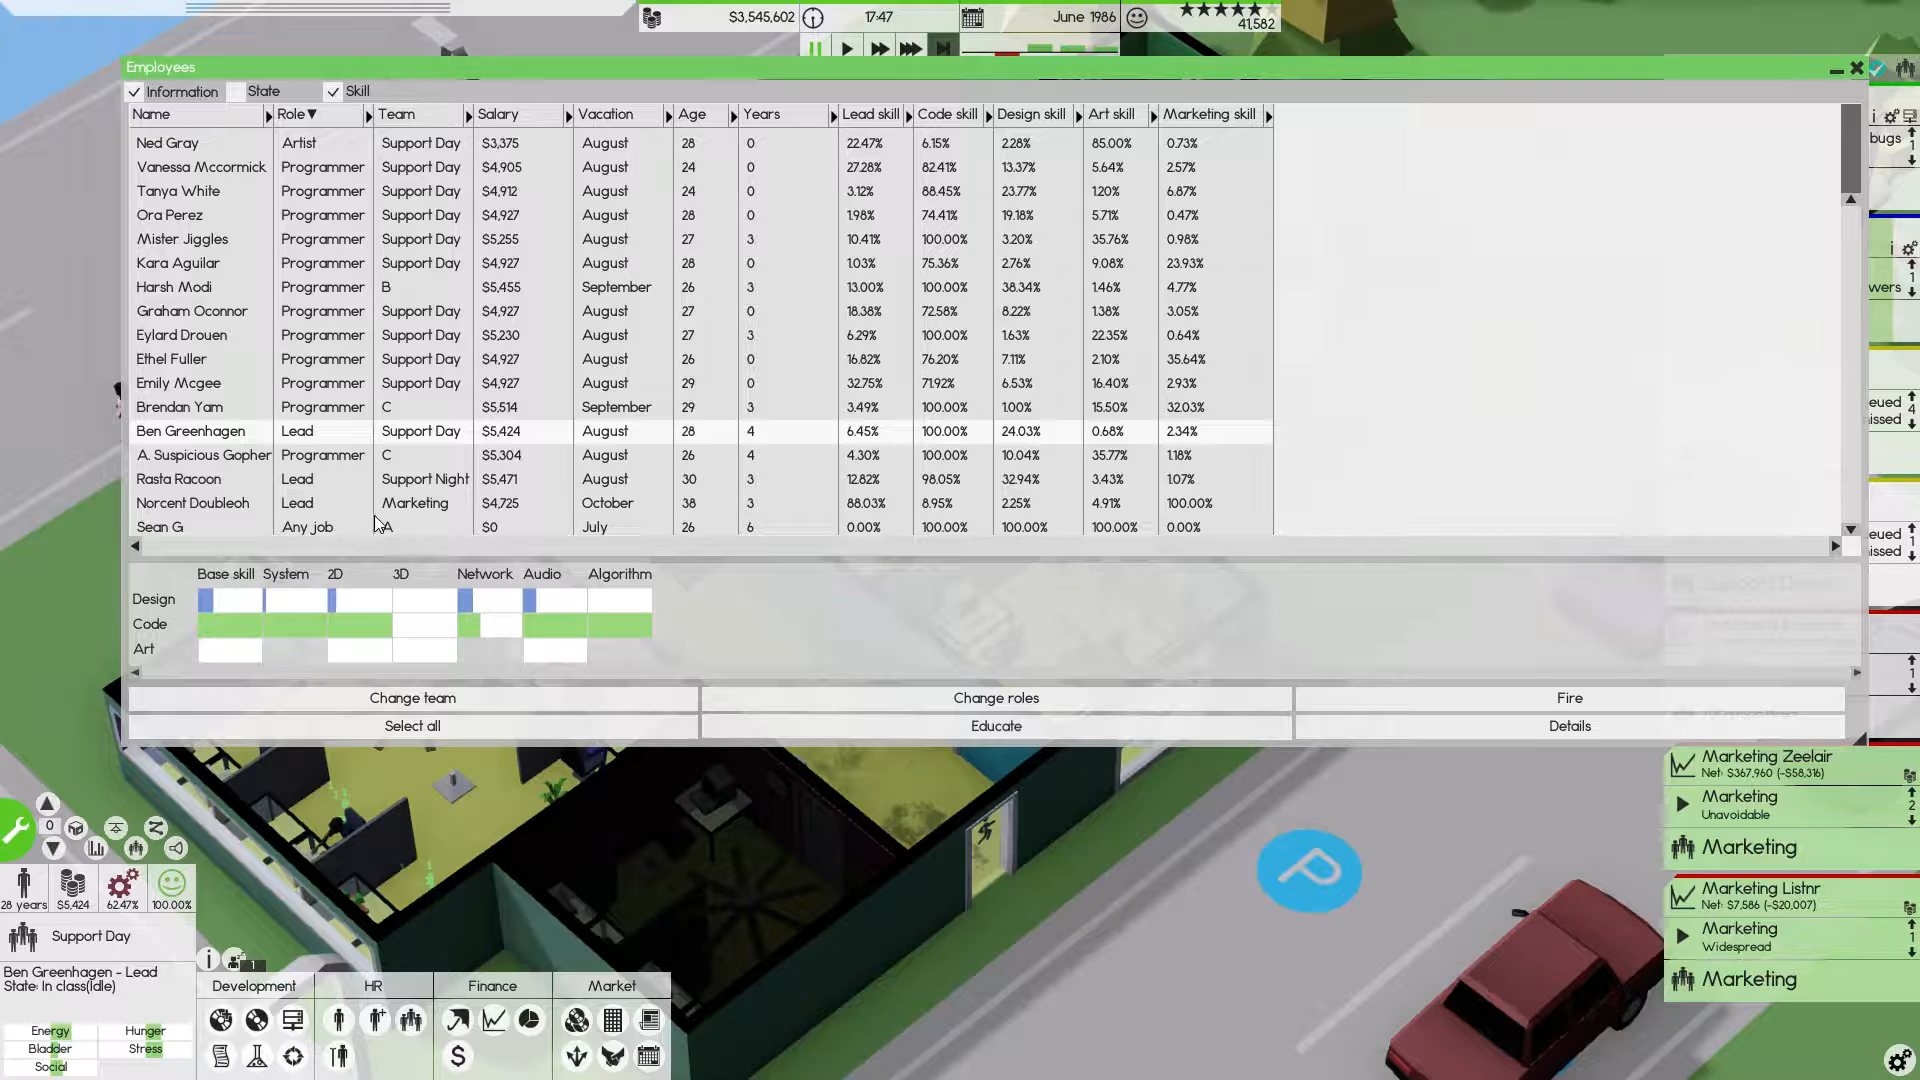 $3,545,602
17:47
June 1986
41,582
Employees
Information State Skill
Name Role▼ Team Salary Vacation Age Years Lead skill Code skill Design skill Art skill Marketing skill
Ned Gray Artist Support Day $3,375 August 28 0 22.47% 6.15% 2.28% 85.00% 0.73%
Vanessa Mccormick Programmer Support Day $4,905 August 24 0 27.28% 82.41% 13.37% 5.64% 2.57%
Tanya White Programmer Support Day $4,912 August 24 0 3.12% 88.45% 23.77% 1.20% 6.87%
Ora Perez Programmer Support Day $4,927 August 28 0 1.98% 74.41% 19.18% 5.71% 0.47%
Mister Jiggles Programmer Support Day $5,255 August 27 3 10.41% 100.00% 3.20% 35.76% 0.98%
Kara Aguilar Programmer Support Day $4,927 August 28 0 1.03% 75.36% 2.76% 9.08% 23.93%
Harsh Modi Programmer B $5,455 September 26 3 13.00% 100.00% 38.34% 1.46% 4.77%
Graham Oconnor Programmer Support Day $4,927 August 27 0 18.38% 72.58% 8.22% 1.38% 3.05%
Eylard Drouen Programmer Support Day $5,230 August 27 3 6.29% 100.00% 1.63% 22.35% 0.64%
Ethel Fuller Programmer Support Day $4,927 August 26 0 16.82% 76.20% 7.11% 2.10% 35.64%
Emily Mcgee Programmer Support Day $4,927 August 29 0 32.75% 71.92% 6.53% 16.40% 2.93%
Brendan Yam Programmer C $5,514 September 29 3 3.49% 100.00% 1.00% 15.50% 32.03%
Ben Greenhagen Lead Support Day $5,424 August 28 4 6.45% 100.00% 24.03% 0.68% 2.34%
A. Suspicious Gopher Programmer C $5,304 August 26 4 4.30% 100.00% 10.04% 35.77% 1.18%
Rasta Racoon Lead Support Night $5,471 August 30 3 12.82% 98.05% 32.94% 3.43% 1.07%
Norcent Doubleoh Lead Marketing $4,725 October 38 3 88.03% 8.95% 2.25% 4.91% 100.00%
Sean G Any job A $0 July 26 6 0.00% 100.00% 100.00% 100.00% 0.00%
Base skill System 2D 3D Network Audio Algorithm
Design
Code
Art
Change team Change roles Fire
Select all Educate Details
bugs
1
1
wers
eued
4
issed
eued
1
issed
1
Marketing Zeelair
Net: $367,960 (-$58,316)
Marketing
Unavoidable
2
Marketing
Marketing Listnr
Net: $7,586 (-$20,007)
Marketing
Widespread
1
Marketing
0
28 years $5,424 62.47% 100.00%
Support Day
Ben Greenhagen - Lead
State: In class(Idle)
Energy Hunger
Bladder Stress
Social
1
Development HR Finance Market